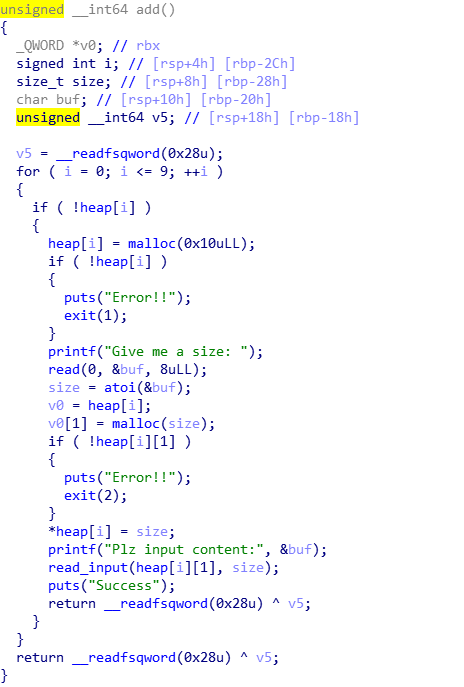 unsigned __int64 add()
{
  _QWORD *v0; // rbx
  signed int i; // [rsp+4h] [rbp-2Ch]
  size_t size; // [rsp+8h] [rbp-28h]
  char buf; // [rsp+10h] [rbp-20h]
  unsigned __int64 v5; // [rsp+18h] [rbp-18h]

  v5 = __readfsqword(0x28u);
  for ( i = 0; i <= 9; ++i )
  {
    if ( !heap[i] )
    {
      heap[i] = malloc(0x10uLL);
      if ( !heap[i] )
      {
        puts("Error!!");
        exit(1);
      }
      printf("Give me a size: ");
      read(0, &buf, 8uLL);
      size = atoi(&buf);
      v0 = heap[i];
      v0[1] = malloc(size);
      if ( !heap[i][1] )
      {
        puts("Error!!");
        exit(2);
      }
      *heap[i] = size;
      printf("Plz input content:", &buf);
      read_input(heap[i][1], size);
      puts("Success");
      return __readfsqword(0x28u) ^ v5;
    }
  }
  return __readfsqword(0x28u) ^ v5;
}